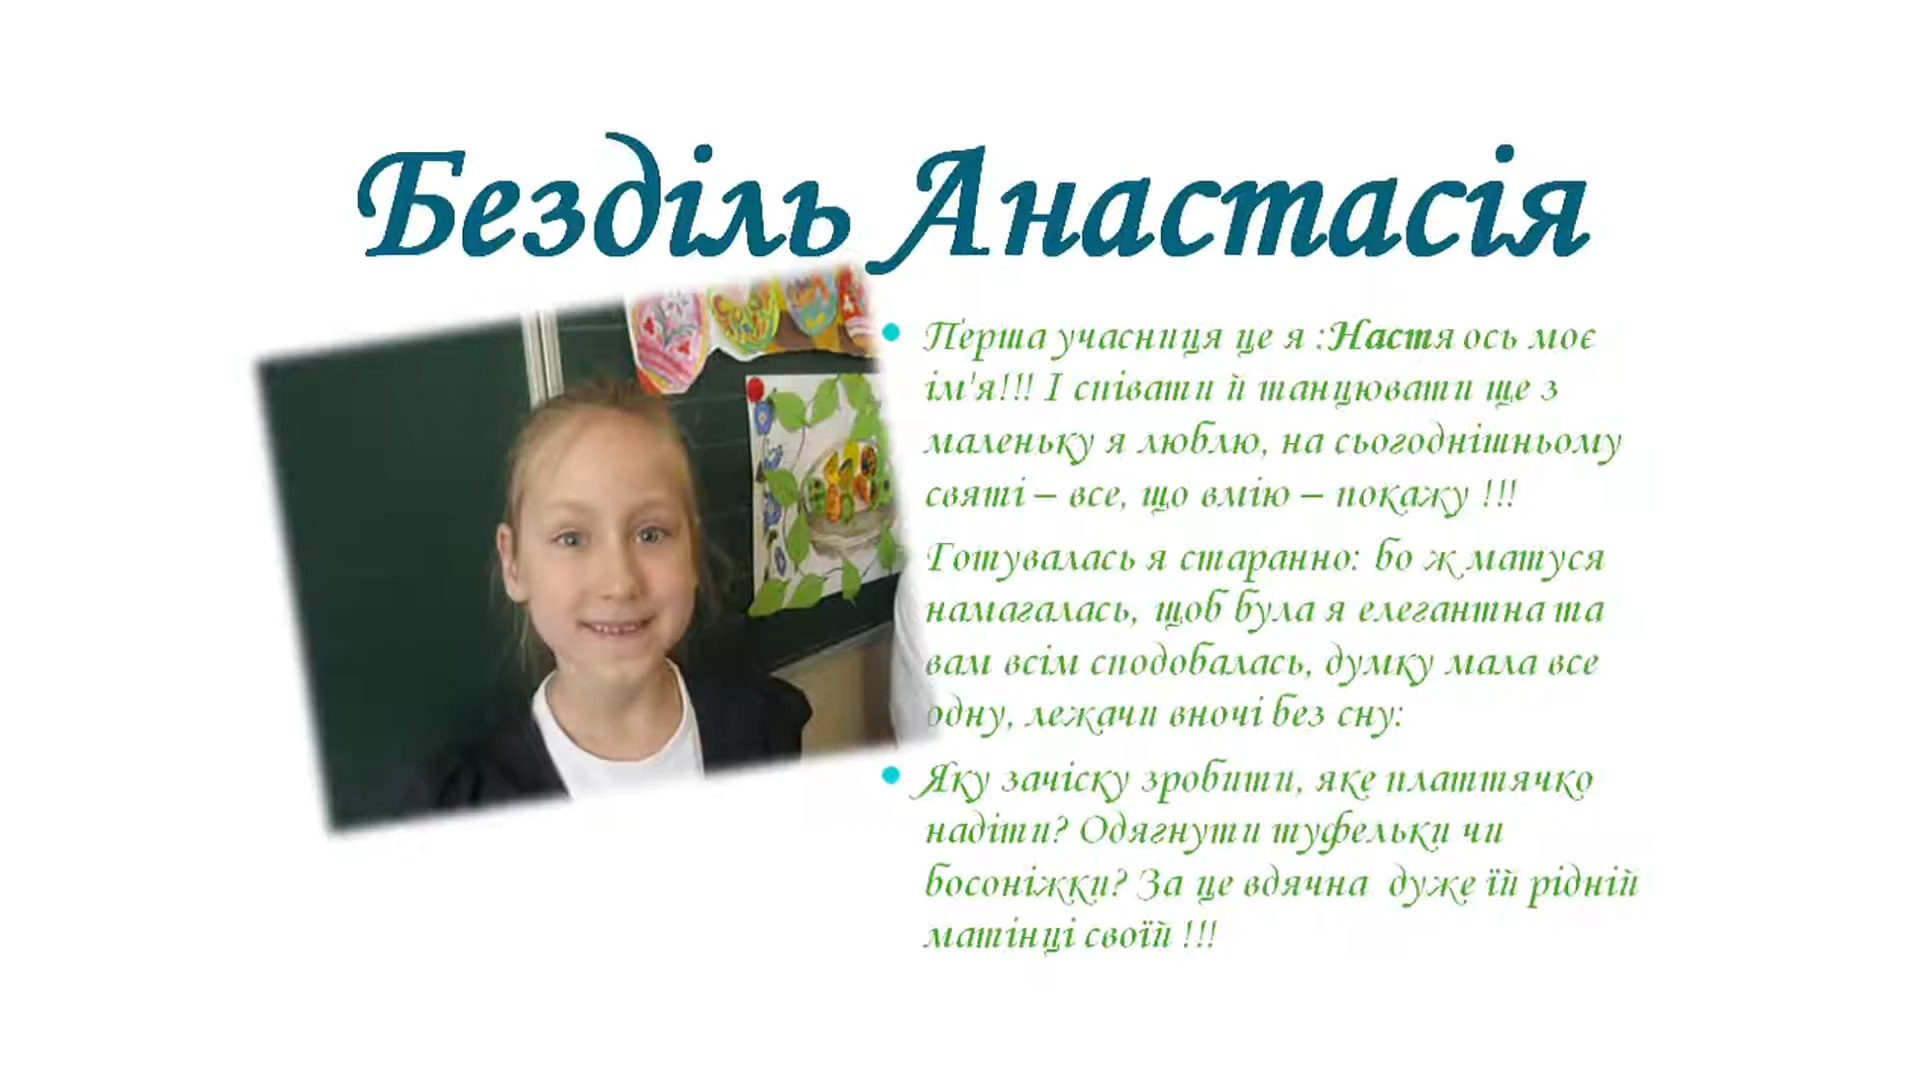 Безділь Анастасія
Перша учасниця це я :Настя ось моє
ім'я!!! І співати й танцювати ще з
маленьку я люблю, на сьогоднішньому
святі – все, що вмію – покажу !!!
Готувалась я старанно: бо ж матуся
намагалась, щоб була я елегантна та
вам всім сподобалась, думку мала все
одну, лежачи вночі без сну:
Яку зачіску зробити, яке платтячко
надіти? Одягнути туфельки чи
босоніжки? За це вдячна дуже їй рідній
матінці своїй !!!